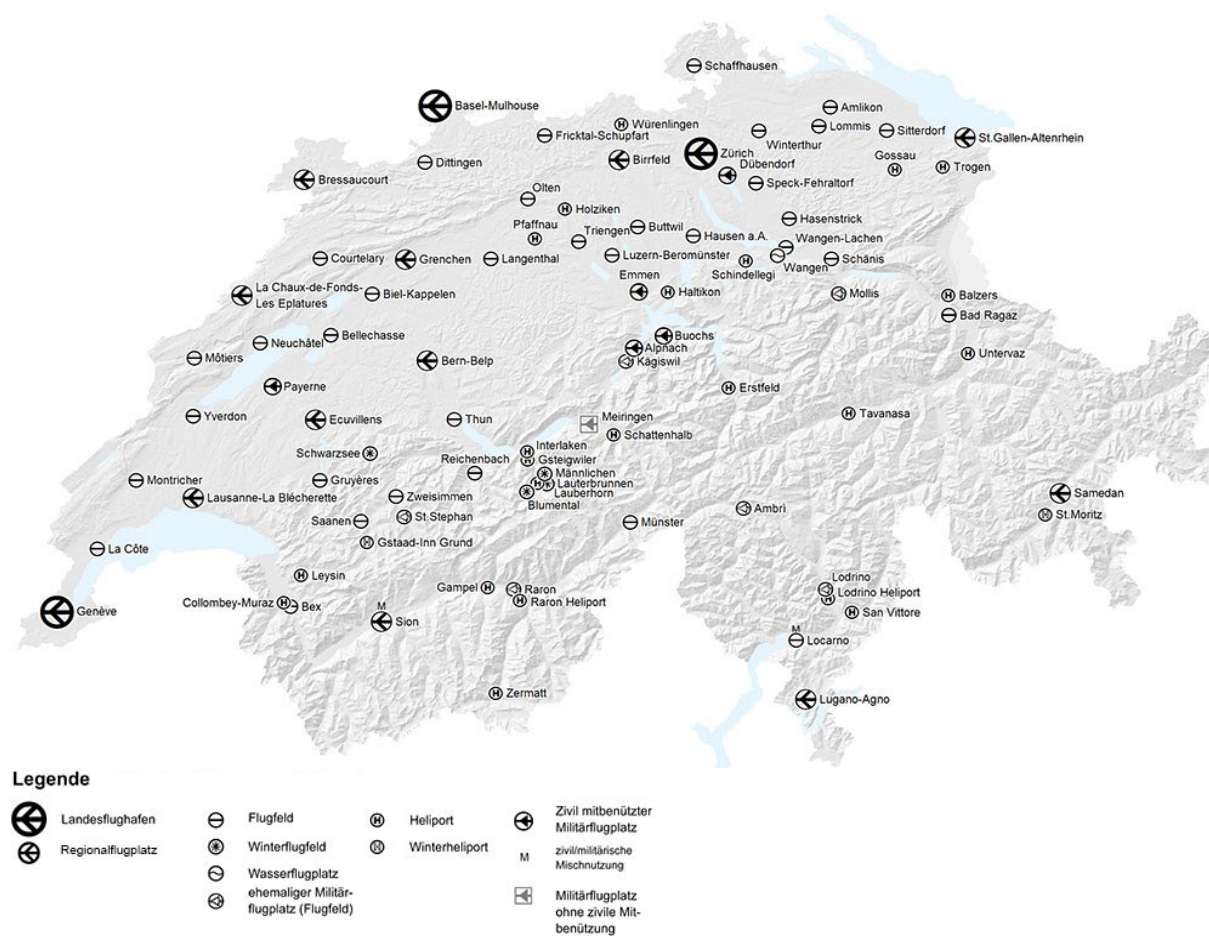 Schaffhausen
Basel-Mulhouse
Amlikon
Würenlingen
Lommis
Sitterdorf
Fricktal-Schupfart
Winterthur
St.Gallen-Altenrhein
Zürich
Gossau
Birrfeld
Dübendorf
Trogen
Dittingen
Bressaucourt
Speck-Fehraltorf
Olten
Holziken
Hasenstrick
Pfaffnau
Triengen
Buttwil
Hausen a.A.
Wangen-Lachen
Courtelary
Grenchen
Langenthal
Luzern-Beromünster
Wangen
Schänis
Schindellegi
Emmen
La Chaux-de-Fonds-
Les Eplatures
Biel-Kappelen
Haltikon
Mollis
Balzers
Bad Ragaz
Bellechasse
Neuchâtel
Buochs
Alpnach
Untervaz
Môtiers
Bern-Belp
Kägiswil
Payerne
Erstfeld
Yverdon
Ecuvillens
Thun
Meiringen
Tavanasa
Schattenhalb
Interlaken
Schwarzsee
Gsteigwiler
Reichenbach
Männlichen
Montricher
Gruyères
Lauterbrunnen
Lauberhorn
Lausanne-La Blécherette
Zweisimmen
Blumental
Samedan
Ambrì
St.Moritz
St.Stephan
Saanen
Münster
Gstaad-Inn Grund
La Côte
Leysin
Lodrino
Gampel
Raron
Lodrino Heliport
Collombey-Muraz
Bex
Raron Heliport
M
Sion
San Vittore
Genève
M
Locarno
Zermatt
Lugano-Agno
Legende
Landesflughafen
Regionalflugplatz
Flugfeld
Winterflugfeld
Wasserflugplatz
ehemaliger Militär-
flugplatz (Flugfeld)
H Heliport
H Winterheliport
Zivil mitbenützter
Militärflugplatz
M zivil/militärische
Mischnutzung
Militärflugplatz
ohne zivile Mit-
benützung